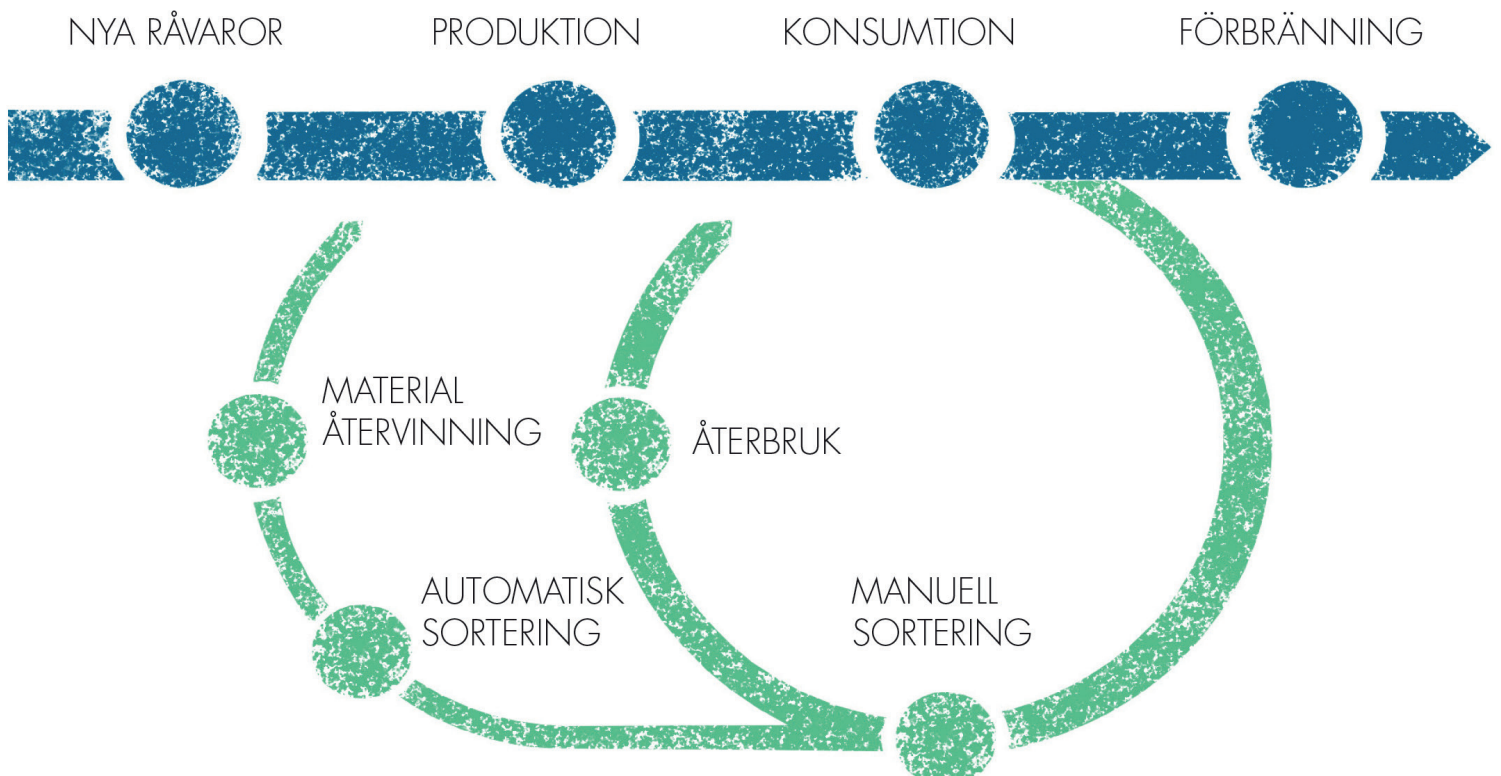 NYA RÅVAROR
PRODUKTION
KONSUMTION
FÖRBRÄNNING
MATERIAL
ÅTERVINNING
ÅTERBRUK
AUTOMATISK
SORTERING
MANUELL
SORTERING